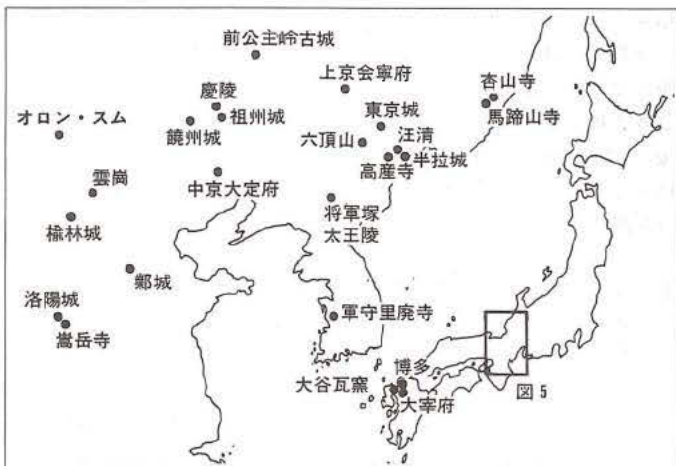 前公主岭古城
上京会寧府
杏山寺
慶陵
東京城
馬蹄山寺
オロン・スム
祖州城
汪清
饒州城
六頂山
半拉城
高産寺
雲崗
中京大定府
将軍塚
楡林城
太王陵
鄴城
洛陽城
軍守里廃寺
嵩岳寺
博多
大谷瓦窯
図5
大宰府